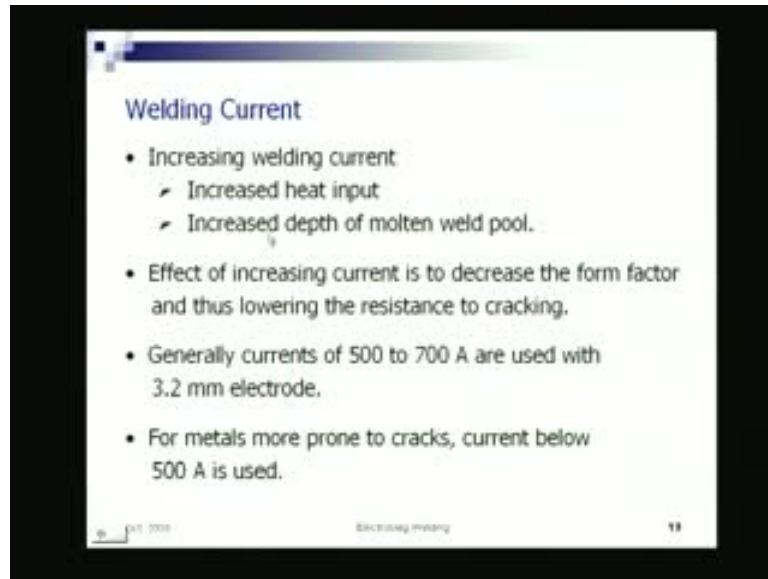 Welding Current
• Increasing welding current
➢ Increased heat input
➢ Increased depth of molten weld pool.
• Effect of increasing current is to decrease the form factor
and thus lowering the resistance to cracking.
• Generally currents of 500 to 700 A are used with
3.2 mm electrode.
• For metals more prone to cracks, current below
500 A is used.
Electroslag Welding